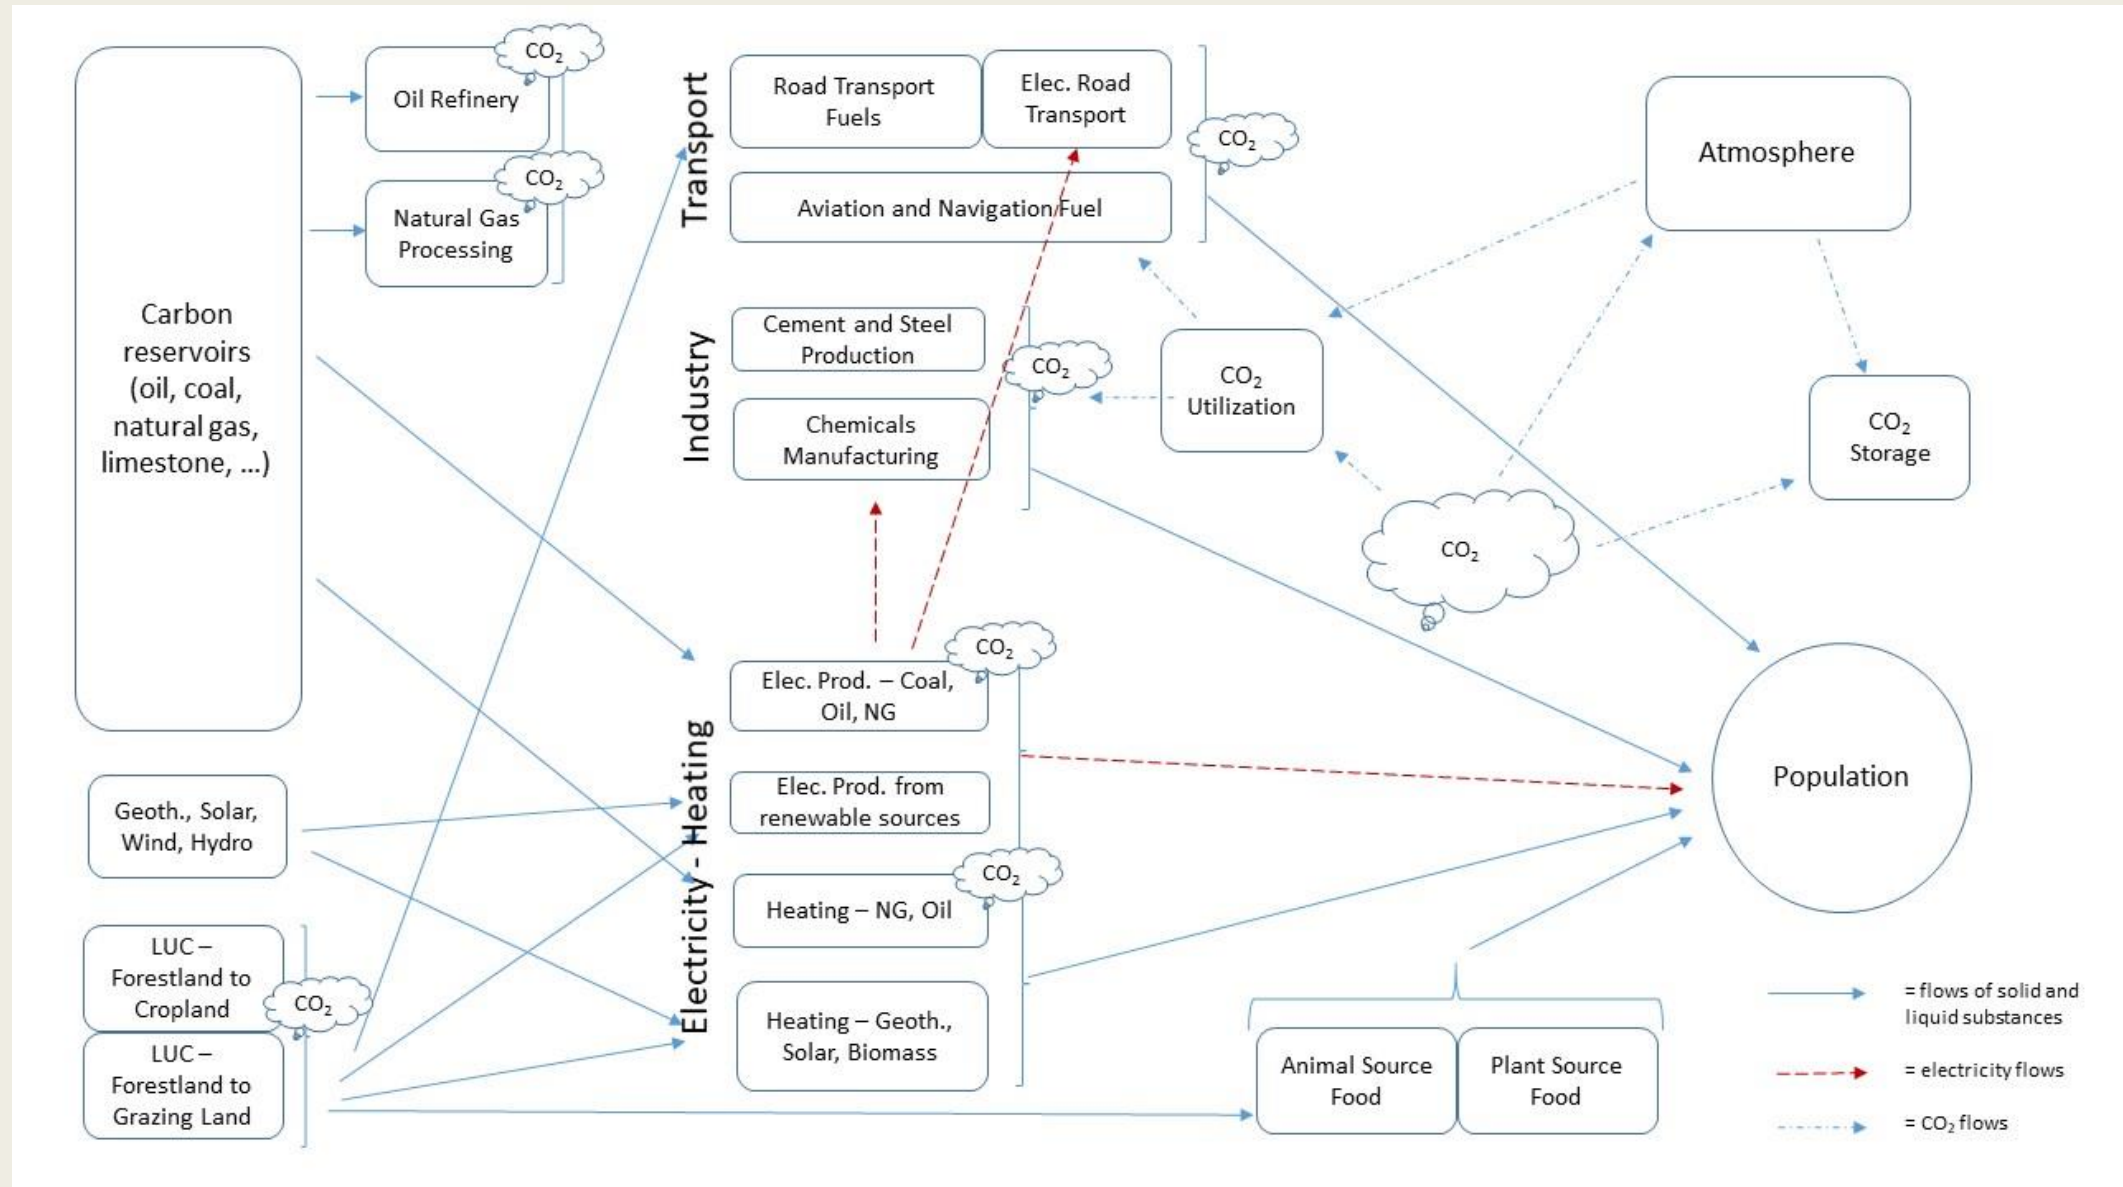 Carbon
reservoirs
(oil, coal,
natural gas,
limestone, ...)
Geoth., Solar,
Wind, Hydro
LUC –
Forestland to
Cropland
CO₂
LUC –
Forestland to
Grazing Land
CO₂
Oil Refinery
CO₂
Natural Gas
Processing
Transport
Road Transport
Fuels
Elec. Road
Transport
CO₂
Aviation and Navigation Fuel
Industry
Cement and Steel
Production
CO₂
Chemicals
Manufacturing
CO₂
Utilization
Electricity - Heating
CO₂
Elec. Prod. – Coal,
Oil, NG
Elec. Prod. from
renewable sources
CO₂
Heating – NG, Oil
Heating – Geoth.,
Solar, Biomass
Atmosphere
CO₂
Storage
CO₂
Population
Animal Source
Food
Plant Source
Food
= flows of solid and
liquid substances
= electricity flows
= CO₂ flows